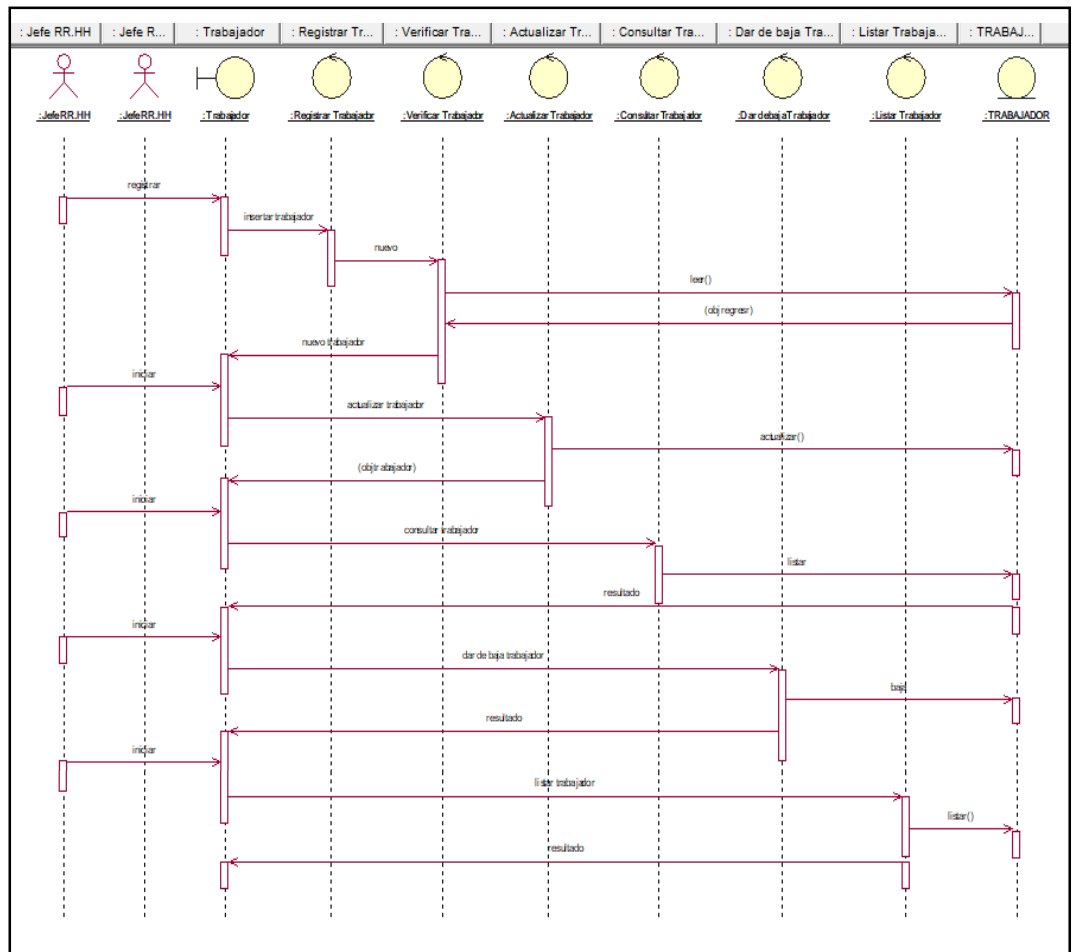 : Jefe RR.HH
: Jefe R...
: Trabajador
: Registrar Tr...
: Verificar Tra...
: Actualizar Tr...
: Consultar Tra...
: Dar de baja Tra...
: Listar Trabaja...
: TRABAJ...
:JefeRR.HH
:JefeRR.HH
:Trabajador
:Registrar Trabajador
:Verificar Trabajador
:Actualizar Trabajador
:Consultar Trabajador
:Dar de baja Trabajador
:Listar Trabajador
:TRABAJADOR
registrar
insertar trabajador
nuevo
leer()
(obj regresr)
nuevo trabajador
iniciar
actualizar trabajador
actualizar()
(objtrabajador)
iniciar
consultar trabajador
listar
resultado
iniciar
dar de baja trabajador
baja
resultado
iniciar
listar trabajador
listar()
resultado